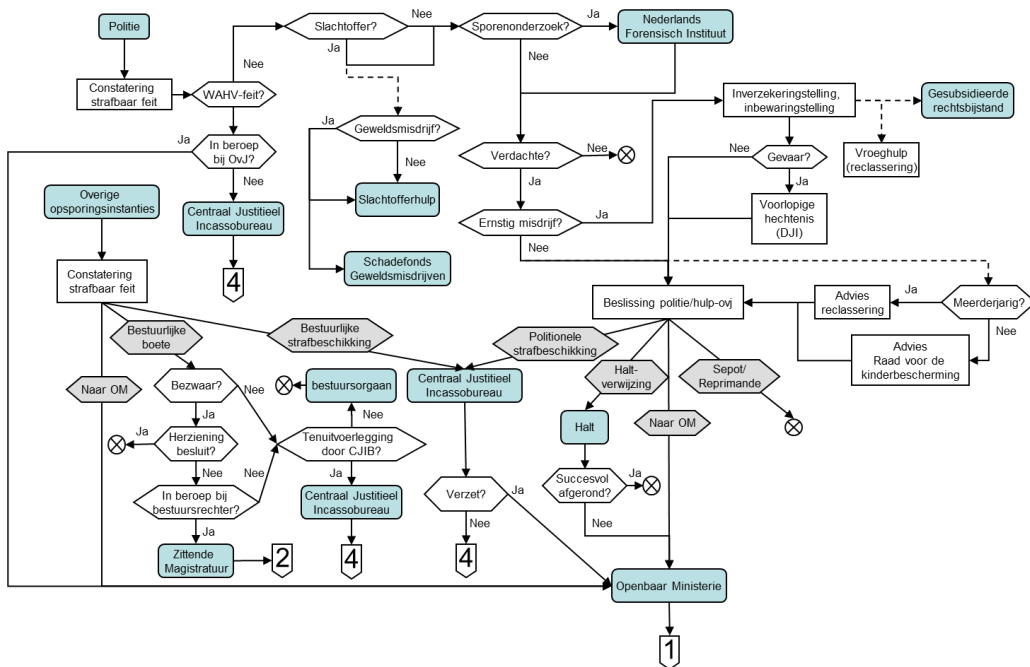 Politie
Constatering
strafbaar feit
WAHV-feit?
Nee
Slachtoffer?
Nee
Ja
Sporenonderzoek?
Ja
Nee
Nederlands
Forensisch Instituut
Ja
In beroep
bij OvJ?
Nee
Centraal Justitieel
Incassobureau
4
Ja
Geweldsmisdrijf?
Nee
Slachtofferhulp
Schadefonds
Geweldsmisdrijven
Verdachte?
Nee
Ja
Ernstig misdrijf?
Ja
Nee
Inverzekeringstelling,
inbewaringstelling
Gesubsidieerde
rechtsbijstand
Nee
Gevaar?
Ja
Vroeghulp
(reclassering)
Voorlopige
hechtenis
(DJI)
Overige
opsporingsinstanties
Constatering
strafbaar feit
Beslissing politie/hulp-ovj
Advies
reclassering
Ja
Meerderjarig?
Nee
Advies
Raad voor de
kinderbescherming
Bestuurlijke
boete
Bestuurlijke
strafbeschikking
Politionele
strafbeschikking
Halt-
verwijzing
Sepot/
Reprimande
Naar OM
Bezwaar?
Nee
Ja
bestuursorgaan
Nee
Centraal Justitieel
Incassobureau
Halt
Naar OM
Ja
Herziening
besluit?
Nee
Nee
Tenuitvoerlegging
door CJIB?
Ja
In beroep bij
bestuursrechter?
Ja
Centraal Justitieel
Incassobureau
Verzet?
Ja
Nee
Succesvol
afgerond?
Ja
Nee
Zittende
Magistratuur
2
4
4
Openbaar Ministerie
1